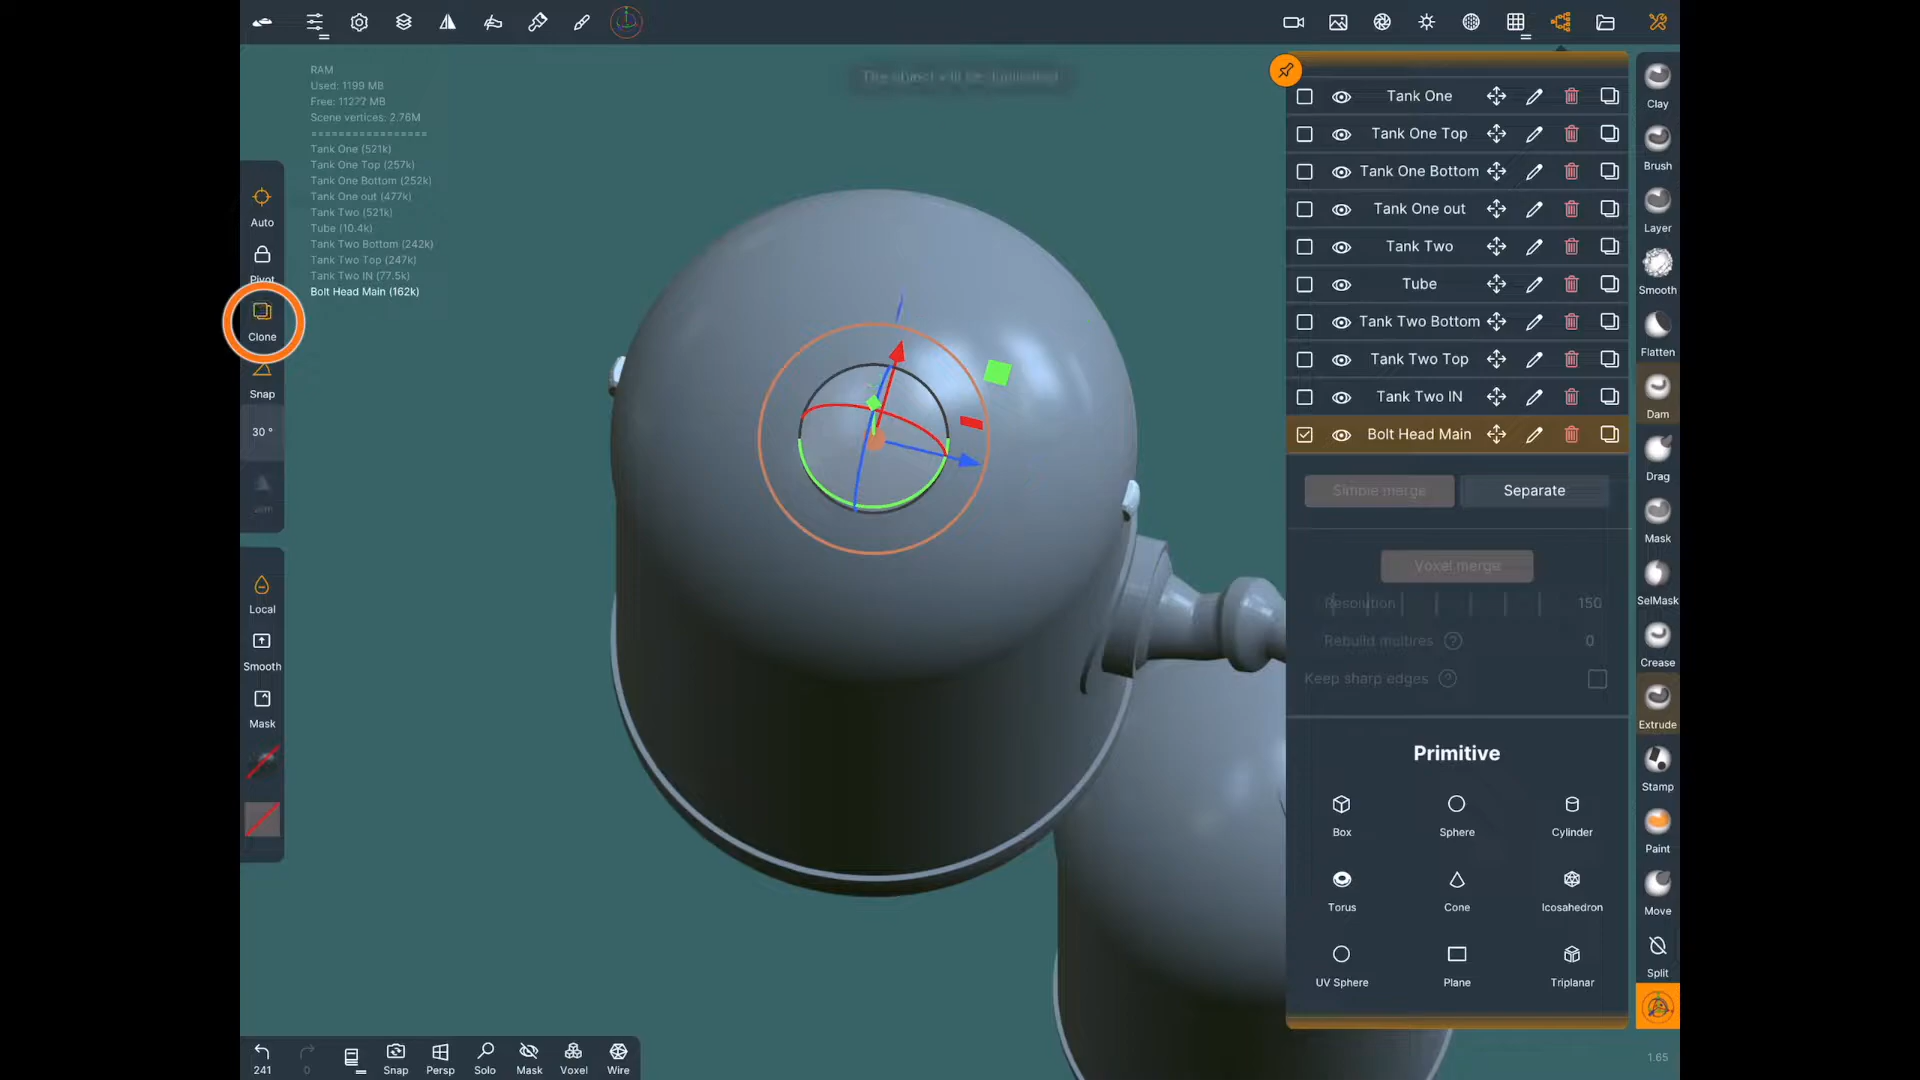 RAM
Used: 1199 MB
Scene vertices: 2.76M
==================
Tank One (521k)
Tank One Top (257k)
Tank One Bottom (252k)
Tank One out (477k)
Tank Two (521k)
Tube (10.4k)
Tank Two Bottom (242k)
Tank Two Top (247k)
Tank Two IN (77.5k)
Bolt Head Main (162k)
The object will be duplicated
Auto
Pivot
Clone
Snap
30 °
Local
Smooth
Mask
Tank One
Tank One Top
Tank One Bottom
Tank One out
Tank Two
Tube
Tank Two Bottom
Tank Two Top
Tank Two IN
Bolt Head Main
Simple merge
Separate
Voxel merge
Resolution 150
Rebuild multires ? 0
Keep sharp edges ?
Primitive
Box
Sphere
Cylinder
Torus
Cone
Icosahedron
UV Sphere
Plane
Triplanar
Clay
Brush
Layer
Smooth
Flatten
Dam
Drag
Mask
SelMask
Crease
Extrude
Stamp
Paint
Move
Split
241
0
Snap
Persp
Solo
Mask
Voxel
Wire
1.65